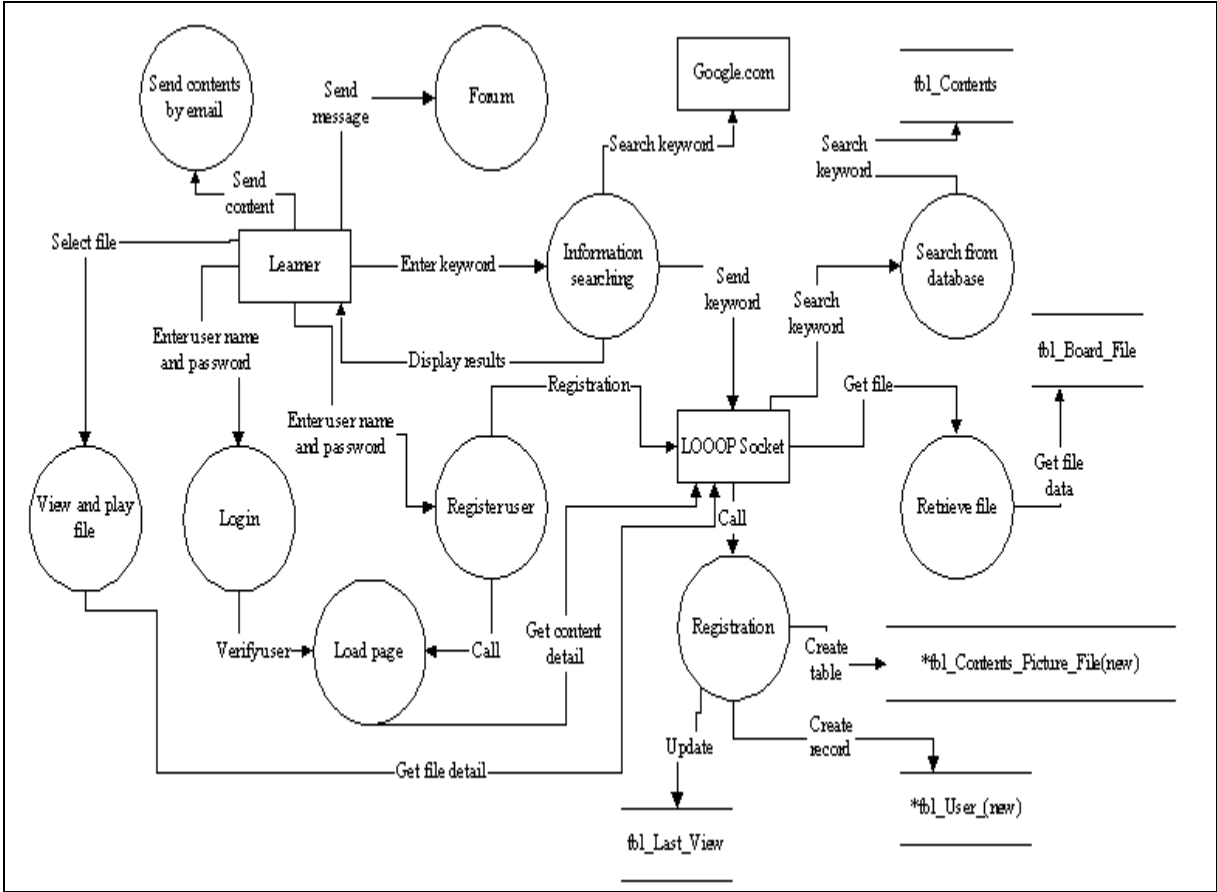 Send contents
by email
Send
message
Forum
Google.com
tbl_Contents
Search keyword
Search
keyword
Send
content
Select file
Learner
Enter keyword
Information
searching
Send
keyword
Search
keyword
Search from
database
Enter user name
and password
Display results
tbl_Board_File
Registration
Get file
Enter user name
and password
LOOOP Socket
Get file
data
View and play
file
Login
Register user
Call
Retrieve file
Verify user
Load page
Call
Get content
detail
Registration
Create
table
*tbl_Contents_Picture_File(new)
Update
Create
record
Get file detail
*tbl_User_(new)
tbl_Last_View